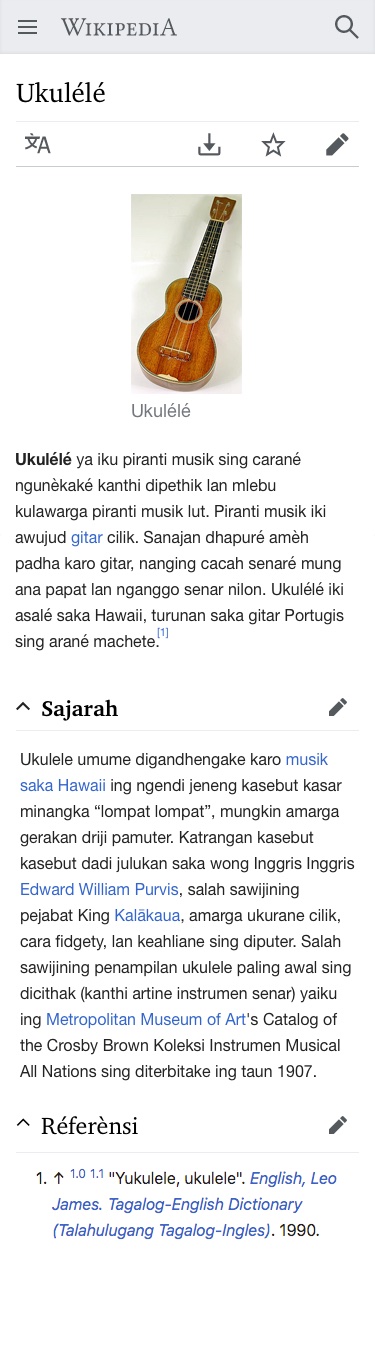 WIKIPEDIA
Ukulélé
Ukulélé
Ukulélé ya iku piranti musik sing carané
ngunèkaké kanthi dipethik lan mlebu
kulawarga piranti musik lut. Piranti musik iki
awujud gitar cilik. Sanajan dhapuré amèh
padha karo gitar, nanging cacah senaré mung
ana papat lan nganggo senar nilon. Ukulélé iki
asalé saka Hawaii, turunan saka gitar Portugis
sing arané machete.[1]
Sajarah
Ukulele umume digandhengake karo musik
saka Hawaii ing ngendi jeneng kasebut kasar
minangka “lompat lompat”, mungkin amarga
gerakan driji pamuter. Katrangan kasebut
kasebut dadi julukan saka wong Inggris Inggris
Edward William Purvis, salah sawijining
pejabat King Kalākaua, amarga ukurane cilik,
cara fidgety, lan keahliane sing diputer. Salah
sawijining penampilan ukulele paling awal sing
dicithak (kanthi artine instrumen senar) yaiku
ing Metropolitan Museum of Art's Catalog of
the Crosby Brown Koleksi Instrumen Musical
All Nations sing diterbitake ing taun 1907.
Réferènsi
1. ↑ 1.0 1.1 "Yukulele, ukulele". English, Leo
James. Tagalog-English Dictionary
(Talahulugang Tagalog-Ingles). 1990.